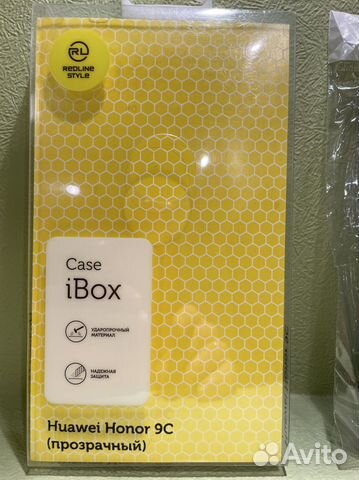 RL
REDLINE
STYLE
Case
iBox
УДАРОПРОЧНЫЙ
МАТЕРИАЛ
НАДЕЖНАЯ
ЗАЩИТА
Huawei Honor 9C
(прозрачный)
Avito